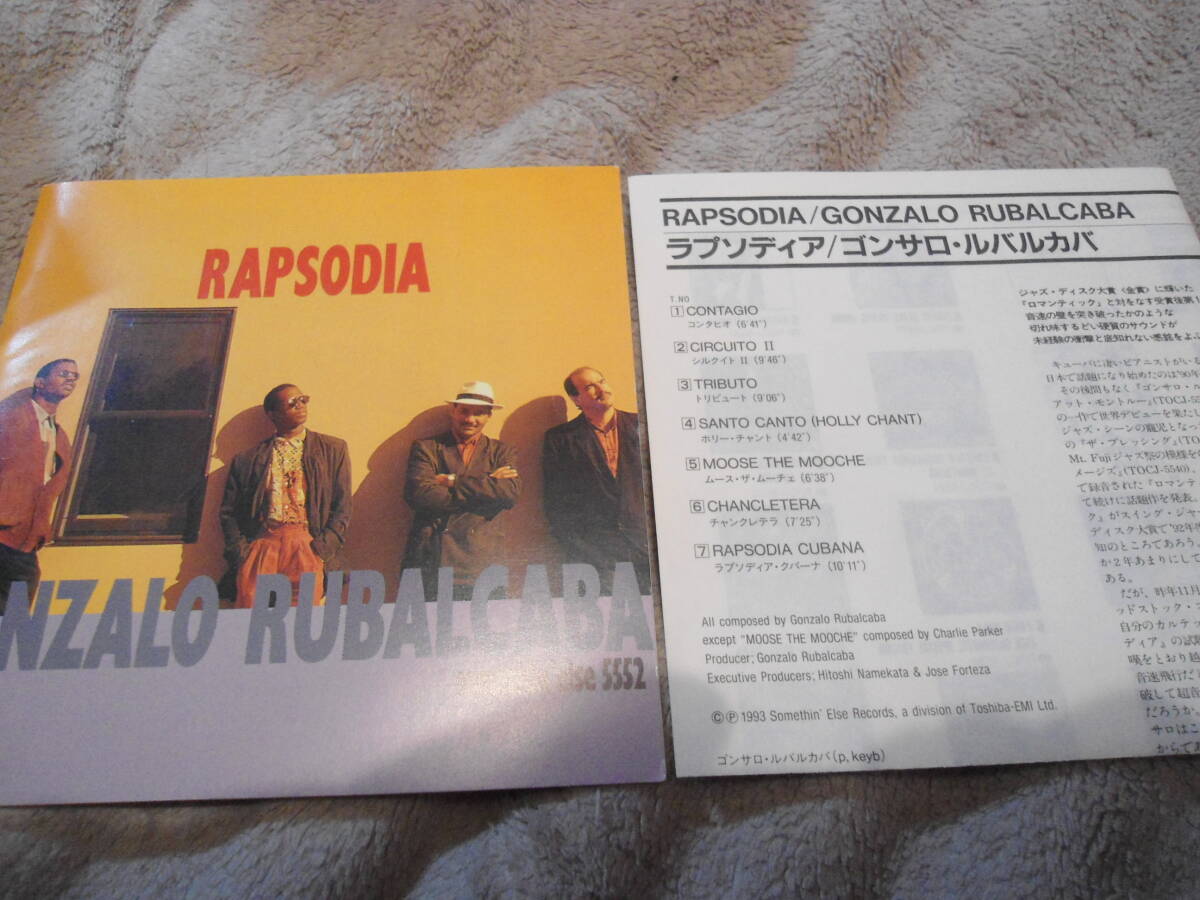 RAPSODIA
NZALO RUBALCABA
5552
RAPSODIA/GONZALO RUBALCABA
ラプソディア/ゴンサロ・ルバルカバ
T.NO
1 CONTAGIO
コンタヒオ (6'41")
2 CIRCUITO II
シルクイト II (9'46")
3 TRIBUTO
トリビュート (9'06")
4 SANTO CANTO (HOLLY CHANT)
ホリー・チャント (4'42")
5 MOOSE THE MOOCHE
ムース・ザ・ムーチェ (6'38")
6 CHANCLETERA
チャンクレテラ (7'25")
7 RAPSODIA CUBANA
ラプソディア・クバーナ (10'11")
All composed by Gonzalo Rubalcaba
except "MOOSE THE MOOCHE" composed by Charlie Parker
Producer; Gonzalo Rubalcaba
Executive Producers; Hitoshi Namekata & Jose Forteza
©℗ 1993 Somethin' Else Records, a division of Toshiba-EMI Ltd.
ゴンサロ・ルバルカバ (p, keyb)
ジャズ・ディスク大賞〈金賞〉に輝いた
『ロマンティック』と対をなす受賞後第1
音速の壁を突き破ったかのような
切れ味するどい硬質のサウンドが
未経験の衝撃と底知れない感銘をよぶ
キューバに凄いピアニストがい
日本で話題になり始めたのは'90年
その後間もなく『ゴンサロ・
アット・モントルー』(TOCJ-55
の一作で世界デビューを果た
ジャズ・シーンの寵児となっ
の『ザ・ブレッシング』(TO
Mt. Fujiジャズ祭の模様を
メージズ』(TOCJ-5540)、
て録音された『ロマンテ
て続けに話題作を発表
ク』がスイング・ジャ
ディスク大賞で'92年
知のところであろう。
か2年あまりにして
ある。
だが、昨年11月
ッドストック・
自分のカルテッ
ディア』の
嘆をとおり越
音速飛行だ
破して超音
だろうか。
サロはこ
からであ